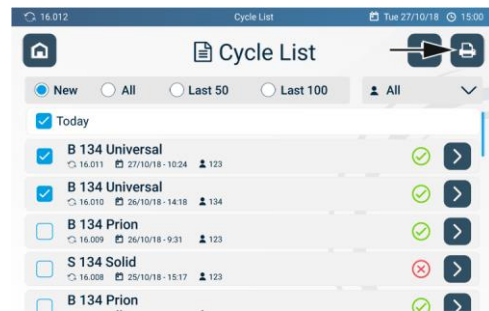 16.012 Cycle List Tue 27/10/18 15:00
Cycle List
New All Last 50 Last 100 All
Today
B 134 Universal
16.011 27/10/18 - 10:24 123
B 134 Universal
16.010 26/10/18 - 14:18 134
B 134 Prion
16.009 26/10/18 - 9:31 123
S 134 Solid
16.008 25/10/18 - 15:17 123
B 134 Prion